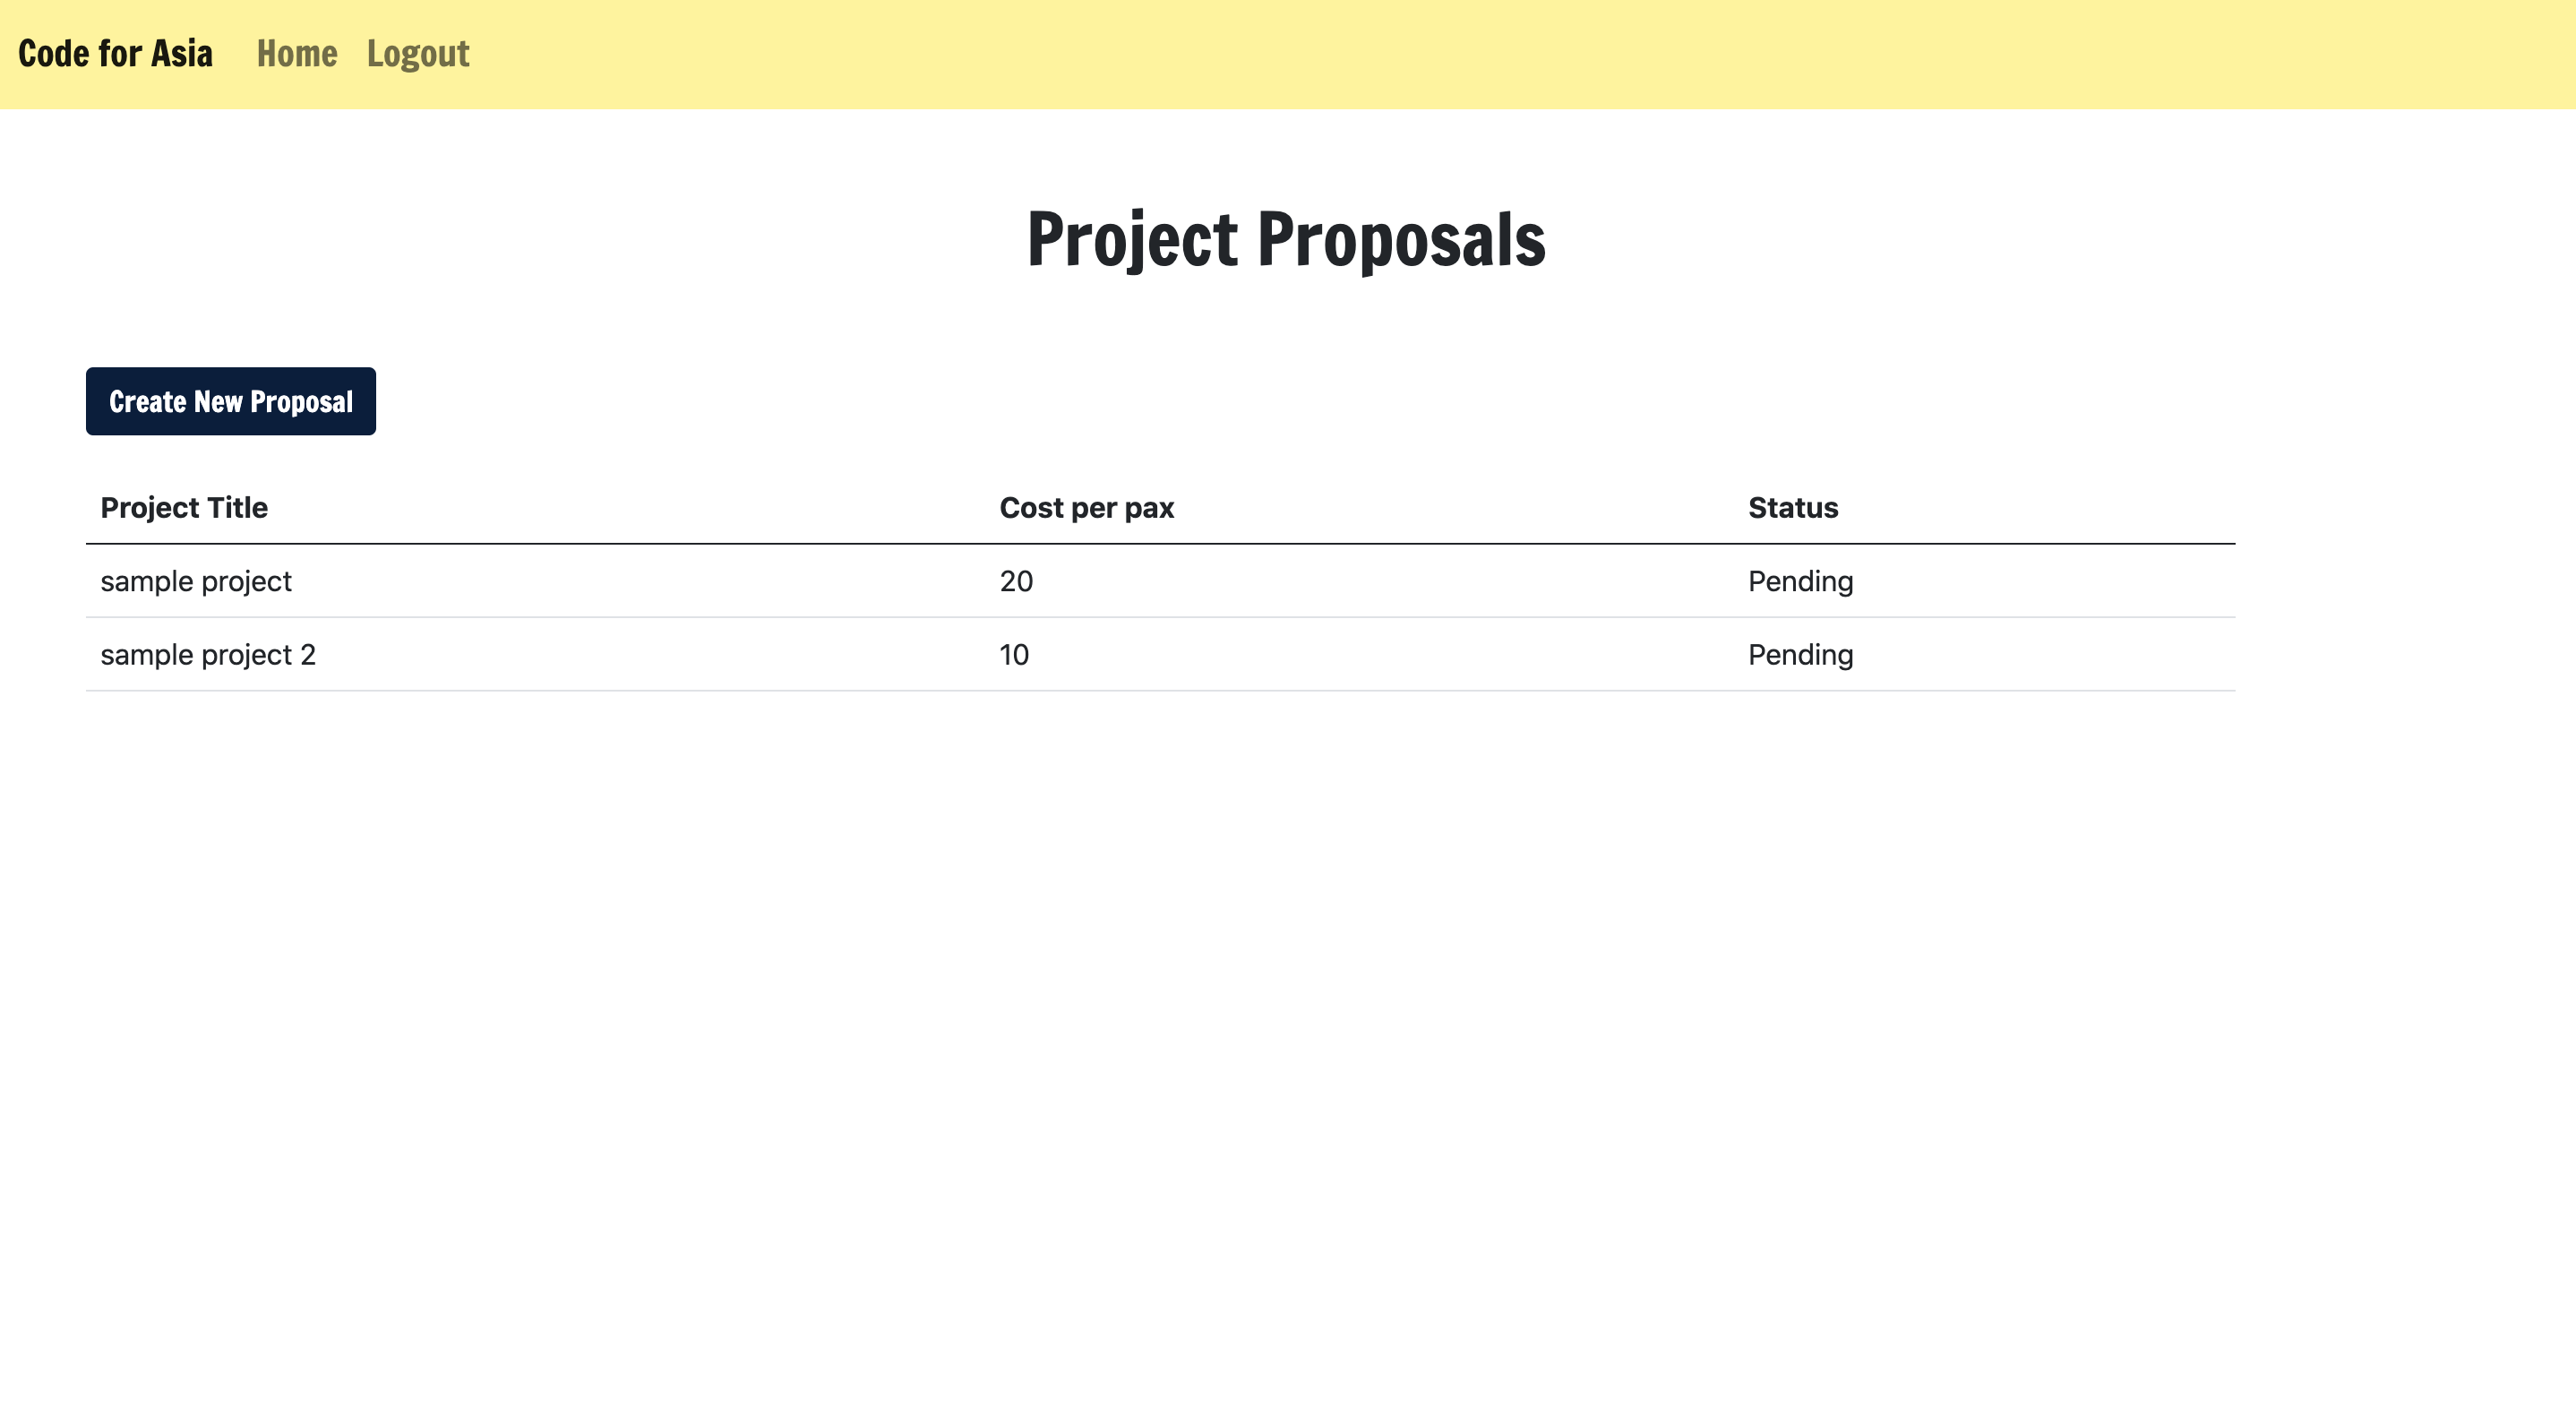 Code for Asia Home Logout
Project Proposals
Create New Proposal
Project Title Cost per pax Status
sample project 20 Pending
sample project 2 10 Pending